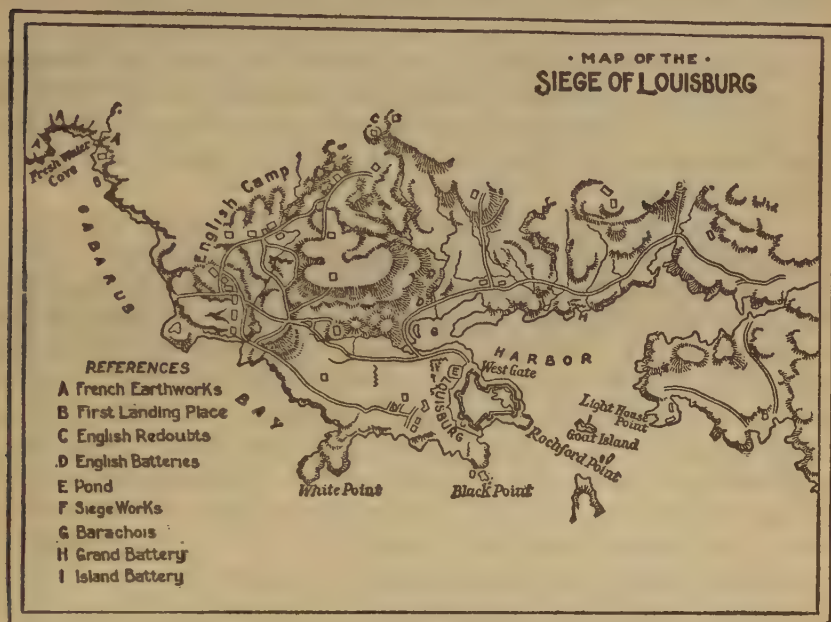 · MAP OF THE ·
SIEGE OF LOUISBURG
C
A
A
A
A
Fresh Water
Cove
B
GABARUS
BAY
English Camp
C
D
D
G
H
HARBOR
E
West Gate
LOUISBURG
Rochford Point
Light House
Point
Goat Island
White Point
Black Point
REFERENCES
A French Earthworks
B First Landing Place
C English Redoubts
D English Batteries
E Pond
F Siege Works
G Barachois
H Grand Battery
I Island Battery